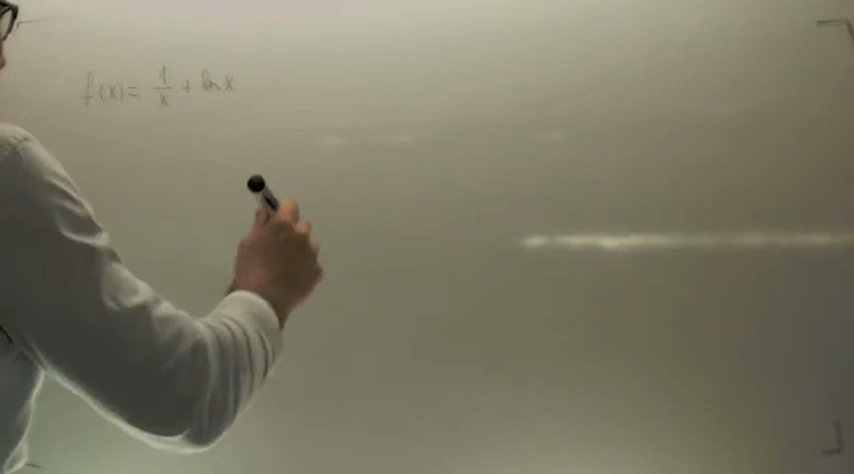 f(x) = 1/x + ln x